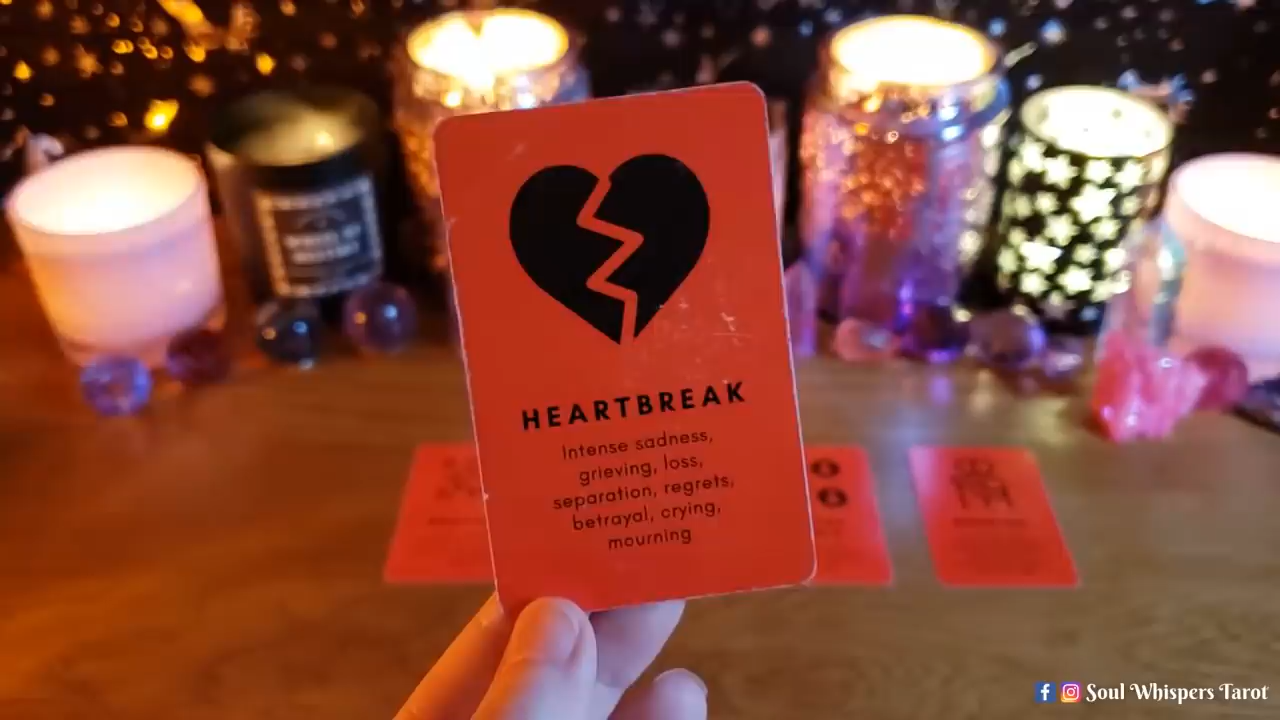 HEARTBREAK
Intense sadness,
grieving, loss,
separation, regrets,
betrayal, crying,
mourning
Soul Whispers Tarot